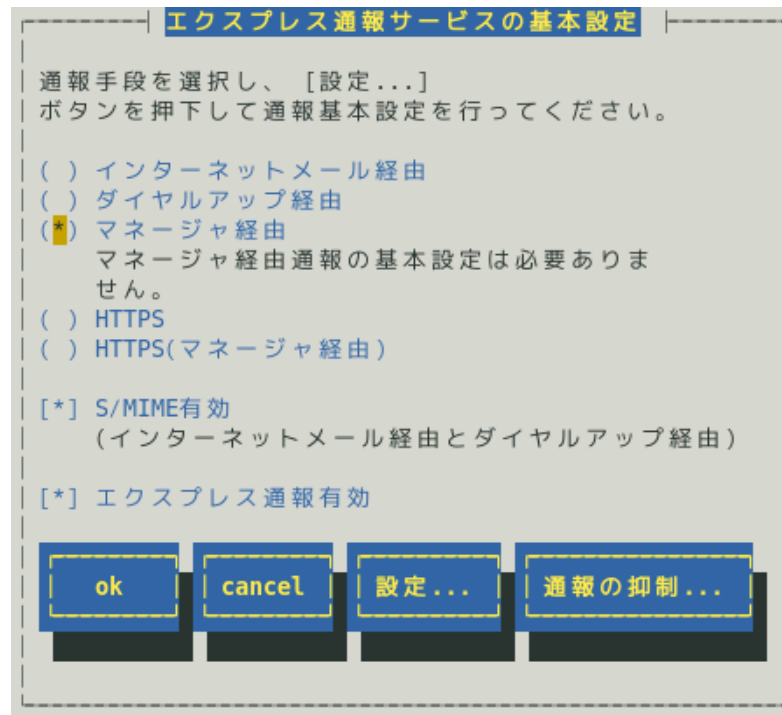 エクスプレス通報サービスの基本設定
通報手段を選択し、 [設定...]
ボタンを押下して通報基本設定を行ってください。
( ) インターネットメール経由
( ) ダイヤルアップ経由
(*) マネージャ経由
マネージャ経由通報の基本設定は必要ありま
せん。
( ) HTTPS
( ) HTTPS(マネージャ経由)
[*] S/MIME有効
(インターネットメール経由とダイヤルアップ経由)
[*] エクスプレス通報有効
ok cancel 設定... 通報の抑制...